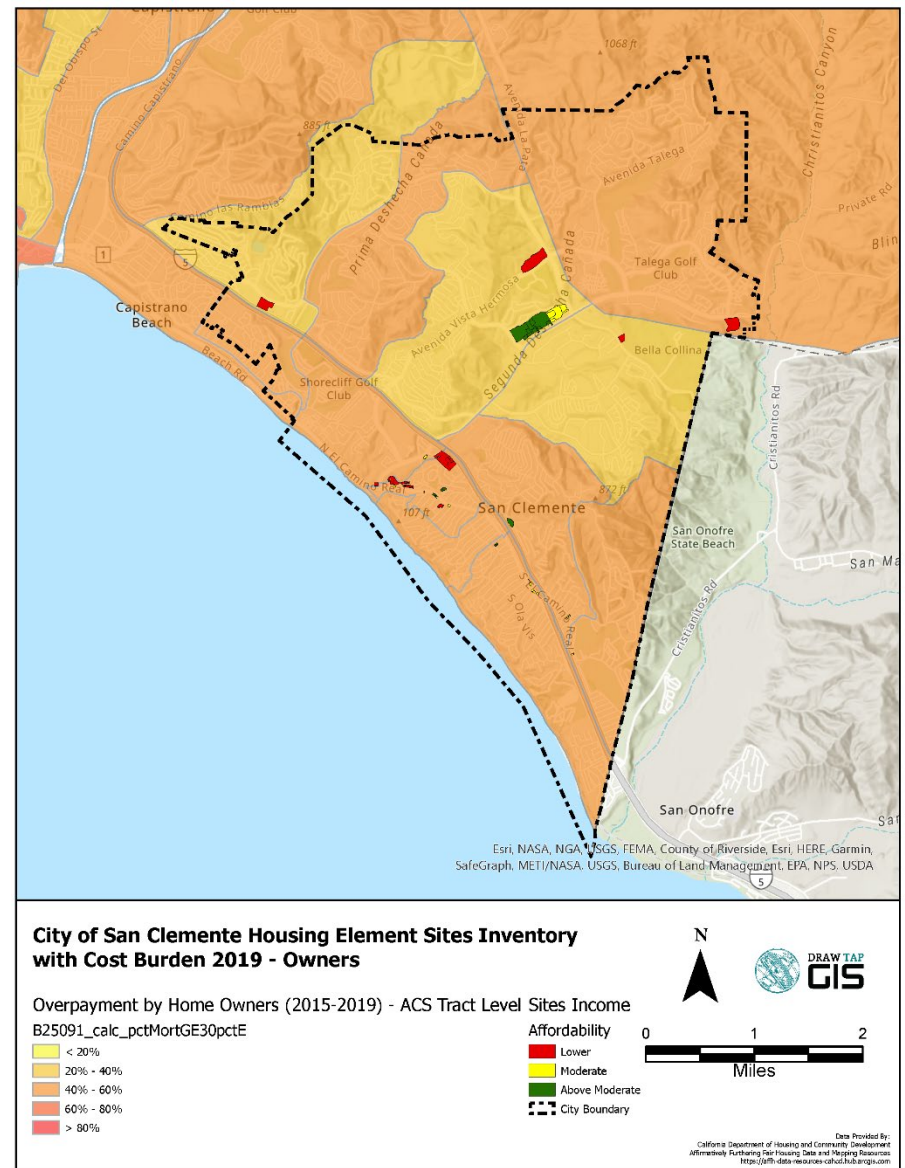 Golf Club
Del Obispo St
Camino Capistrano
1068 ft
Christianitos Canyon
885 ft
Avenida La Pata
Avenida Talega
Prima Deshecha Cañada
Camino las Ramblas
Private Rd
1
5
Talega Golf
Club
Capistrano
Beach
Avenida Vista Hermosa
Segunda Deshecha Cañada
Bella Collina
Beach Rd
Shorecliff Golf
Club
Cristianitos Rd
N El Camino Real
872 ft
107 ft
San Clemente
San Onofre
State Beach
San Ma
S El Camino Real
S Ola Vis
Cristianitos Rd
San Onofre
Esri, NASA, NGA, USGS, FEMA, County of Riverside, Esri, HERE, Garmin,
SafeGraph, METI/NASA, USGS, Bureau of Land Management, EPA, NPS, USDA
5
City of San Clemente Housing Element Sites Inventory
with Cost Burden 2019 - Owners
N
DRAW TAP
GIS
Overpayment by Home Owners (2015-2019) - ACS Tract Level
B25091_calc_pctMortGE30pctE
< 20%
20% - 40%
40% - 60%
60% - 80%
> 80%
Sites Income
Affordability
Lower
Moderate
Above Moderate
City Boundary
0 1 2
Miles
Data Provided By:
California Department of Housing and Community Development
Affirmatively Furthering Fair Housing Data and Mapping Resources
https://affh-data-resources-cahcd.hub.arcgis.com